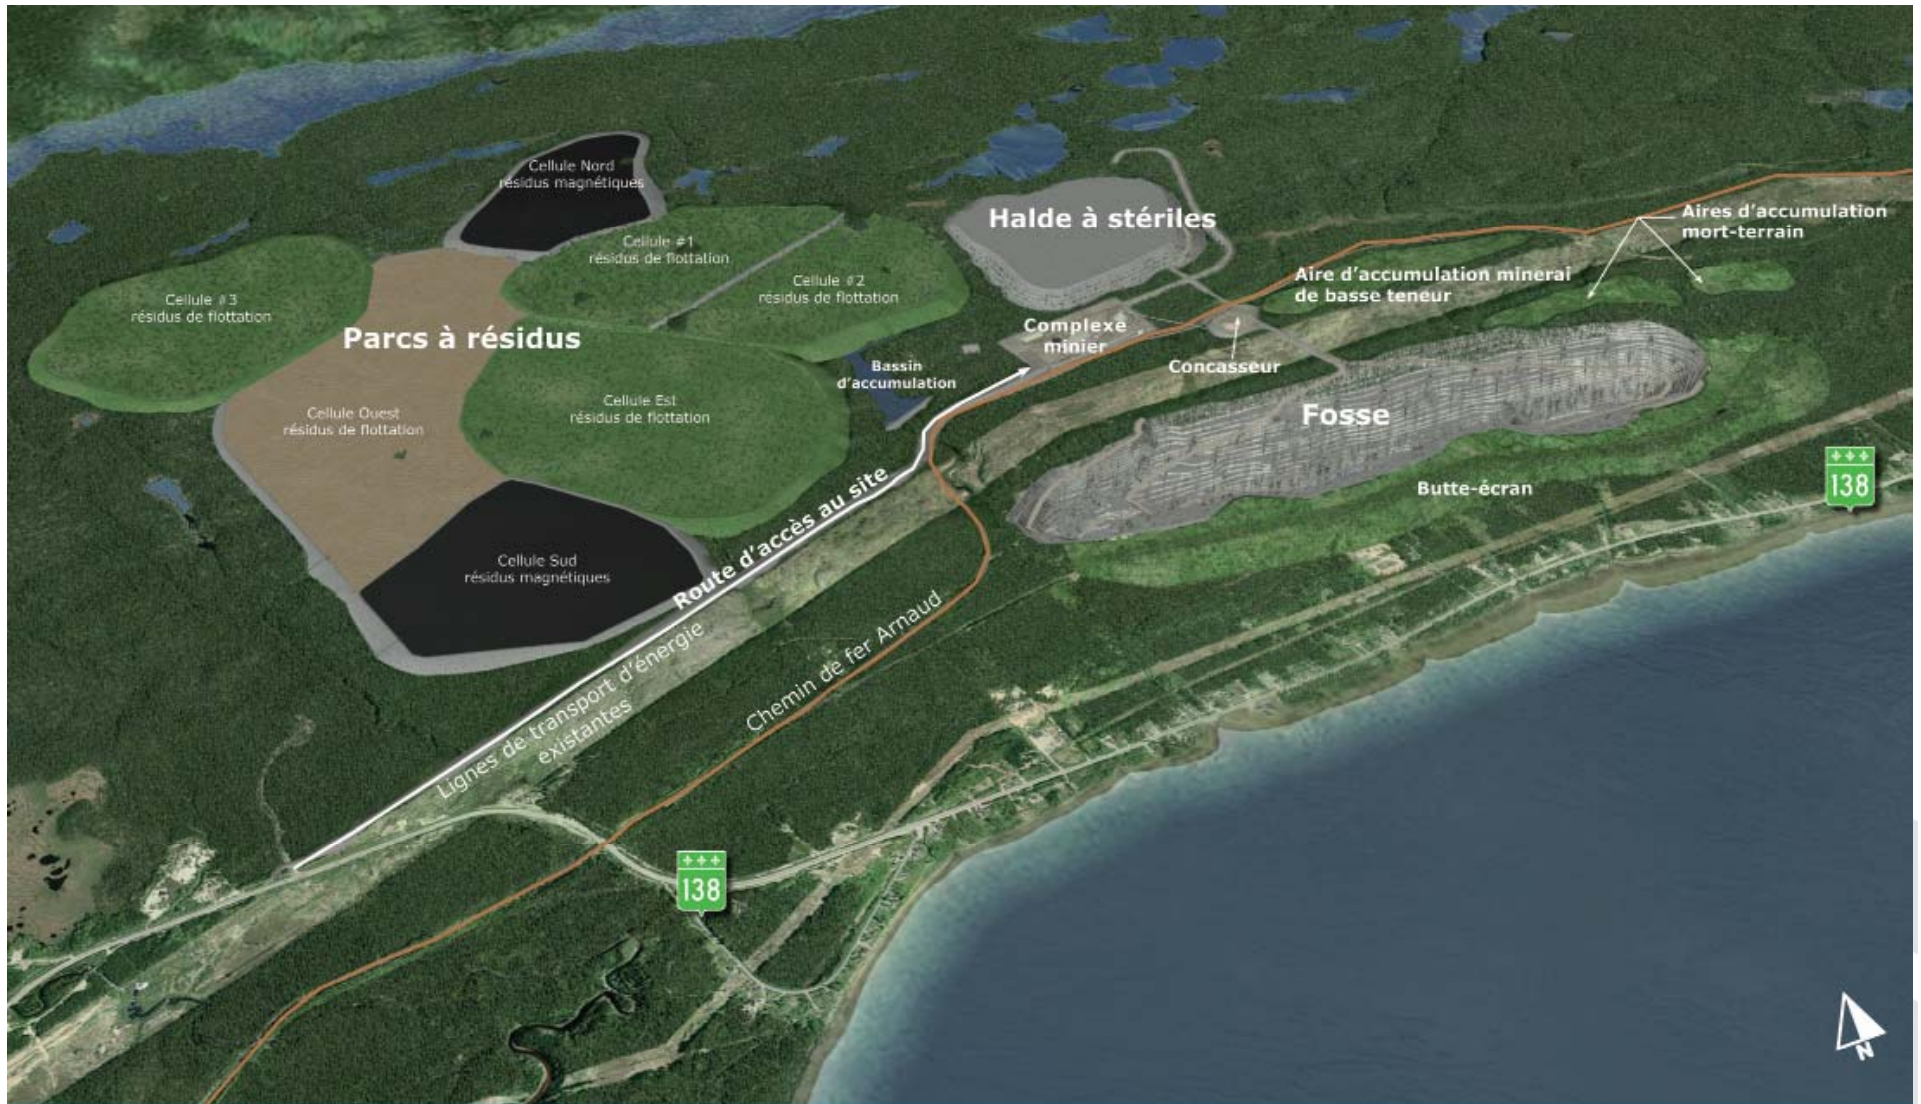 Cellule Nord
résidus magnétiques
Halde à stériles
Aires d'accumulation
mort-terrain
Cellule #1
résidus de flottation
Cellule #2
résidus de flottation
Aire d'accumulation minerai
de basse teneur
Cellule #3
résidus de flottation
Parcs à résidus
Complexe
minier
Concasseur
Bassin
d'accumulation
Cellule Ouest
résidus de flottation
Cellule Est
résidus de flottation
Fosse
Butte-écran
138
Route d'accès au site
Cellule Sud
résidus magnétiques
Lignes de transport d'énergie
existantes
Chemin de fer Arnaud
138
N